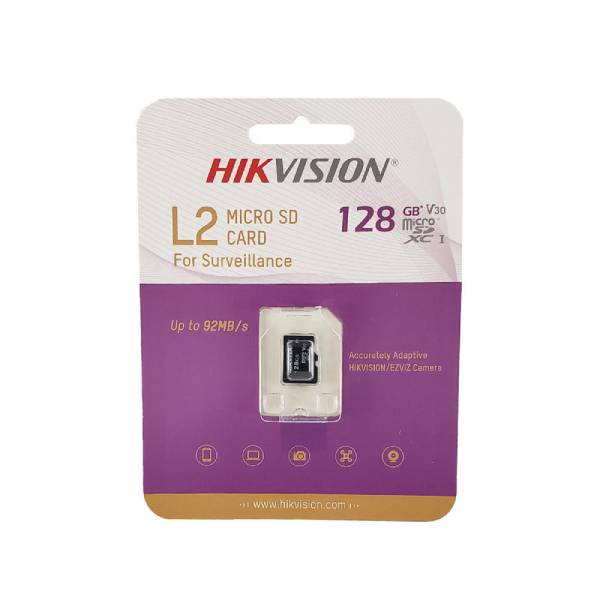 HIKVISION®
L2 MICRO SD CARD
For Surveillance
128 GB* V30
micro SD XC I
Up to 92MB/s
Accurately Adaptive
HIKVISION/EZVIZ Camera
128GB
www.hikvision.com